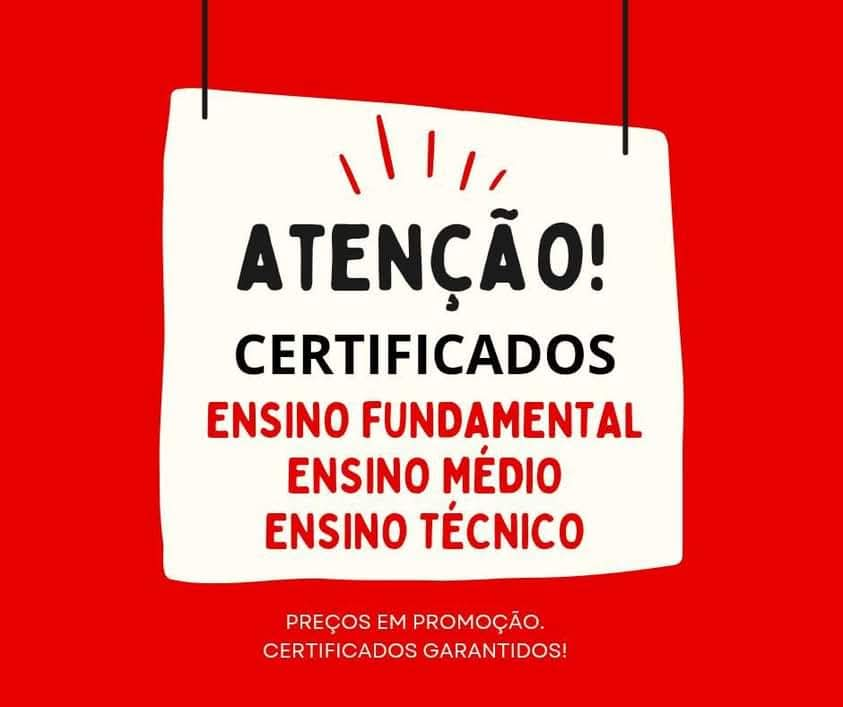 ATENÇÃO!
CERTIFICADOS
ENSINO FUNDAMENTAL
ENSINO MÉDIO
ENSINO TÉCNICO
PREÇOS EM PROMOÇÃO.
CERTIFICADOS GARANTIDOS!